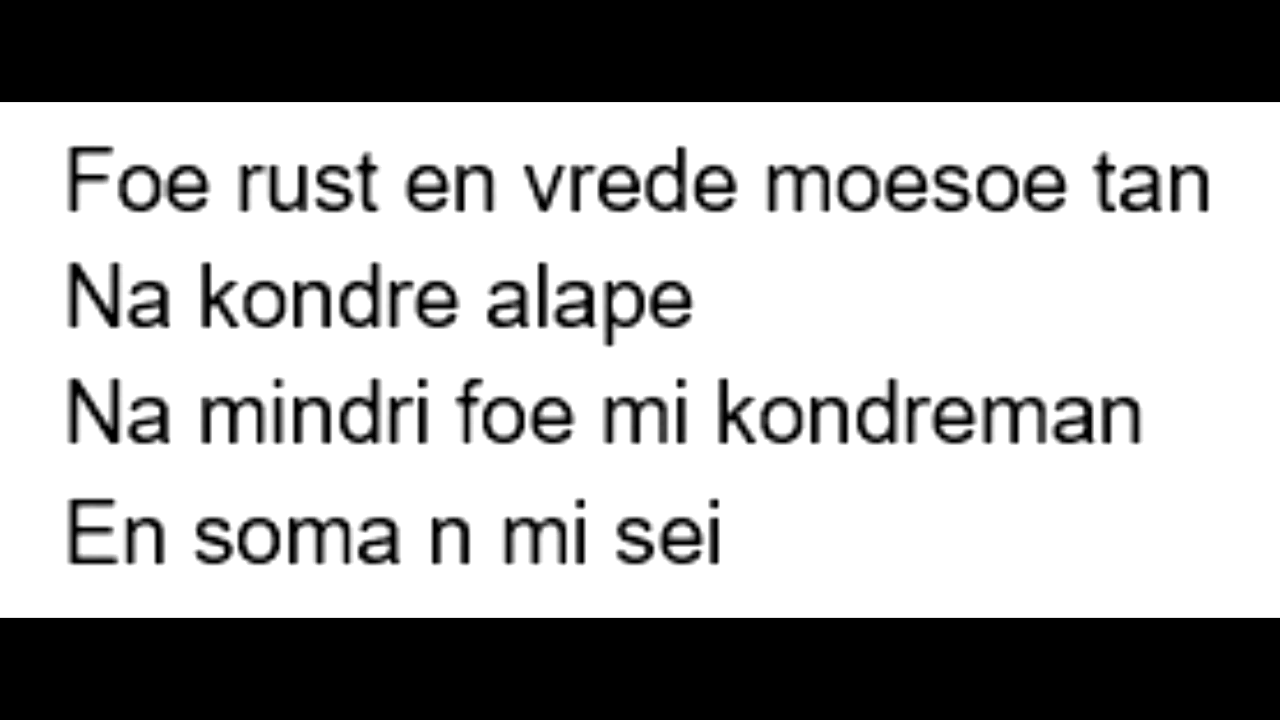 Foe rust en vrede moesoe tan
Na kondre alape
Na mindri foe mi kondreman
En soma n mi sei